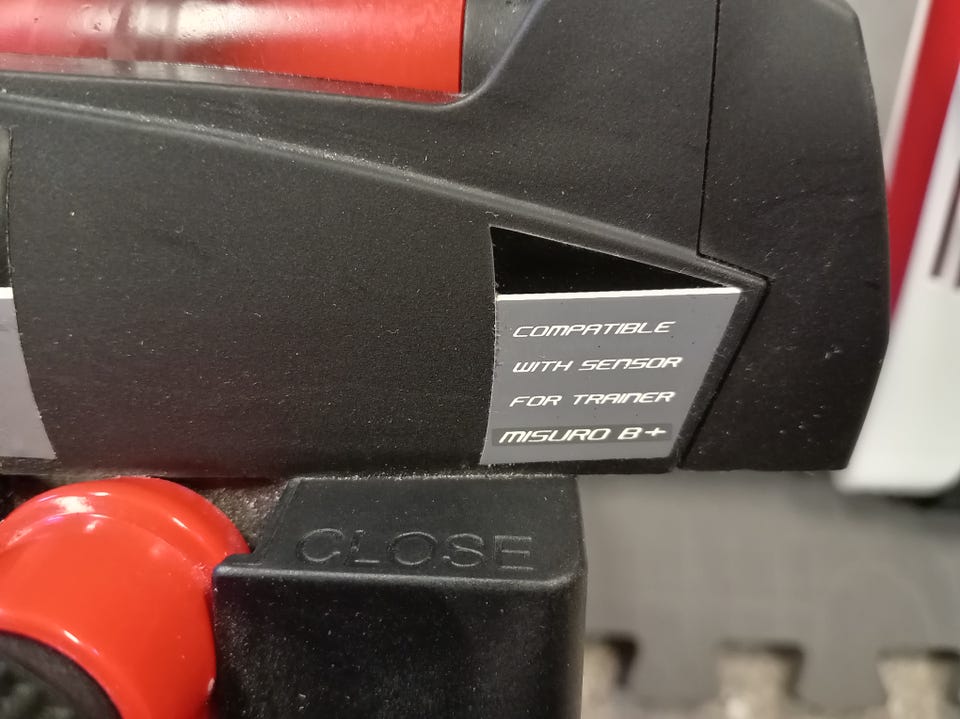 COMPATIBLE
WITH SENSOR
FOR TRAINER
MISURO B+
CLOSE